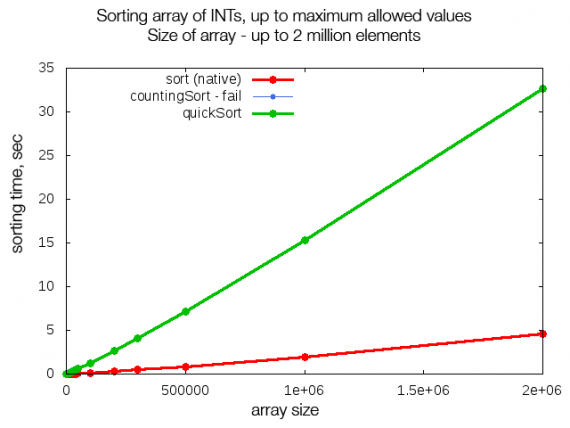 Sorting array of INTs, up to maximum allowed values
Size of array - up to 2 million elements
35
30
25
20
15
10
5
0
sorting time, sec
sort (native)
countingSort - fail
quickSort
0
500000
1e+06
1.5e+06
2e+06
array size